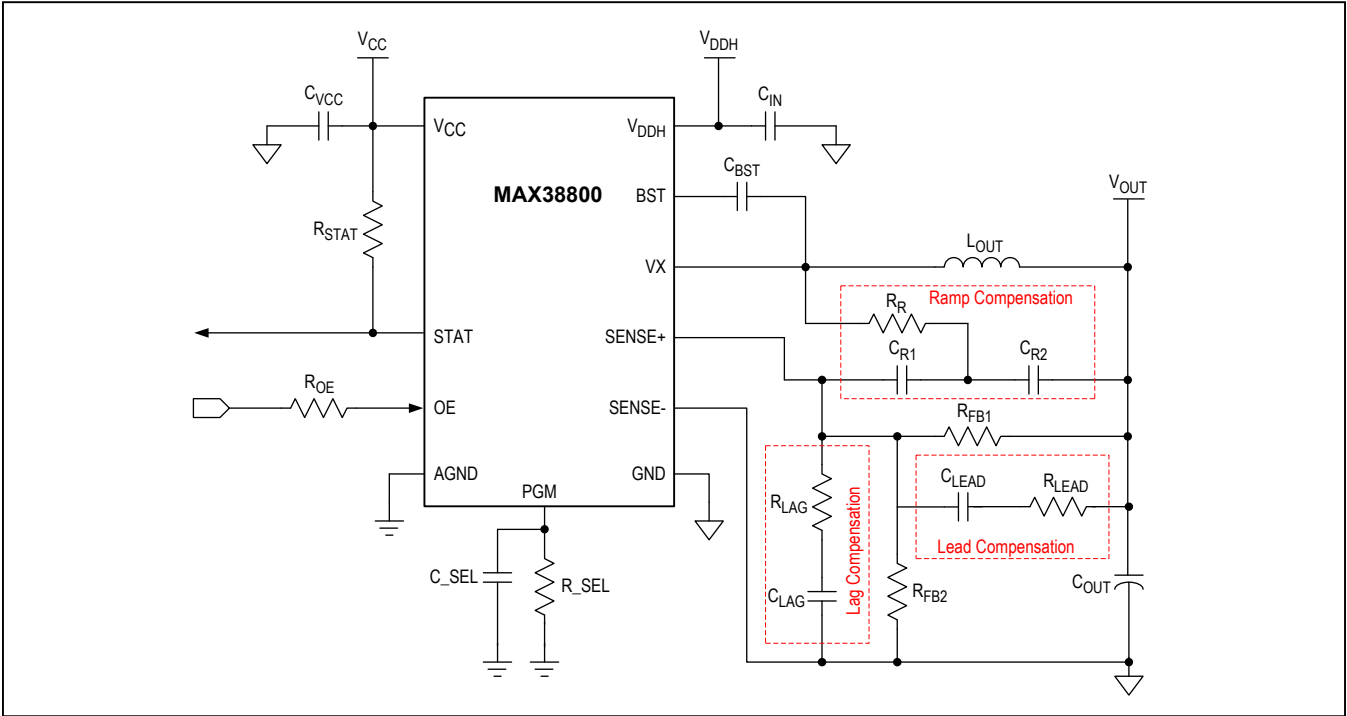 VCC
VDDH
CVCC
CIN
VCC
VDDH
CBST
MAX38800
BST
VOUT
RSTAT
LOUT
VX
Ramp Compensation
RR
STAT
SENSE+
CR1
CR2
ROE
OE
SENSE-
RFB1
AGND
GND
CLEAD
RLEAD
PGM
RLAG
Lead Compensation
C_SEL
R_SEL
CLAG
Lag Compensation
RFB2
COUT